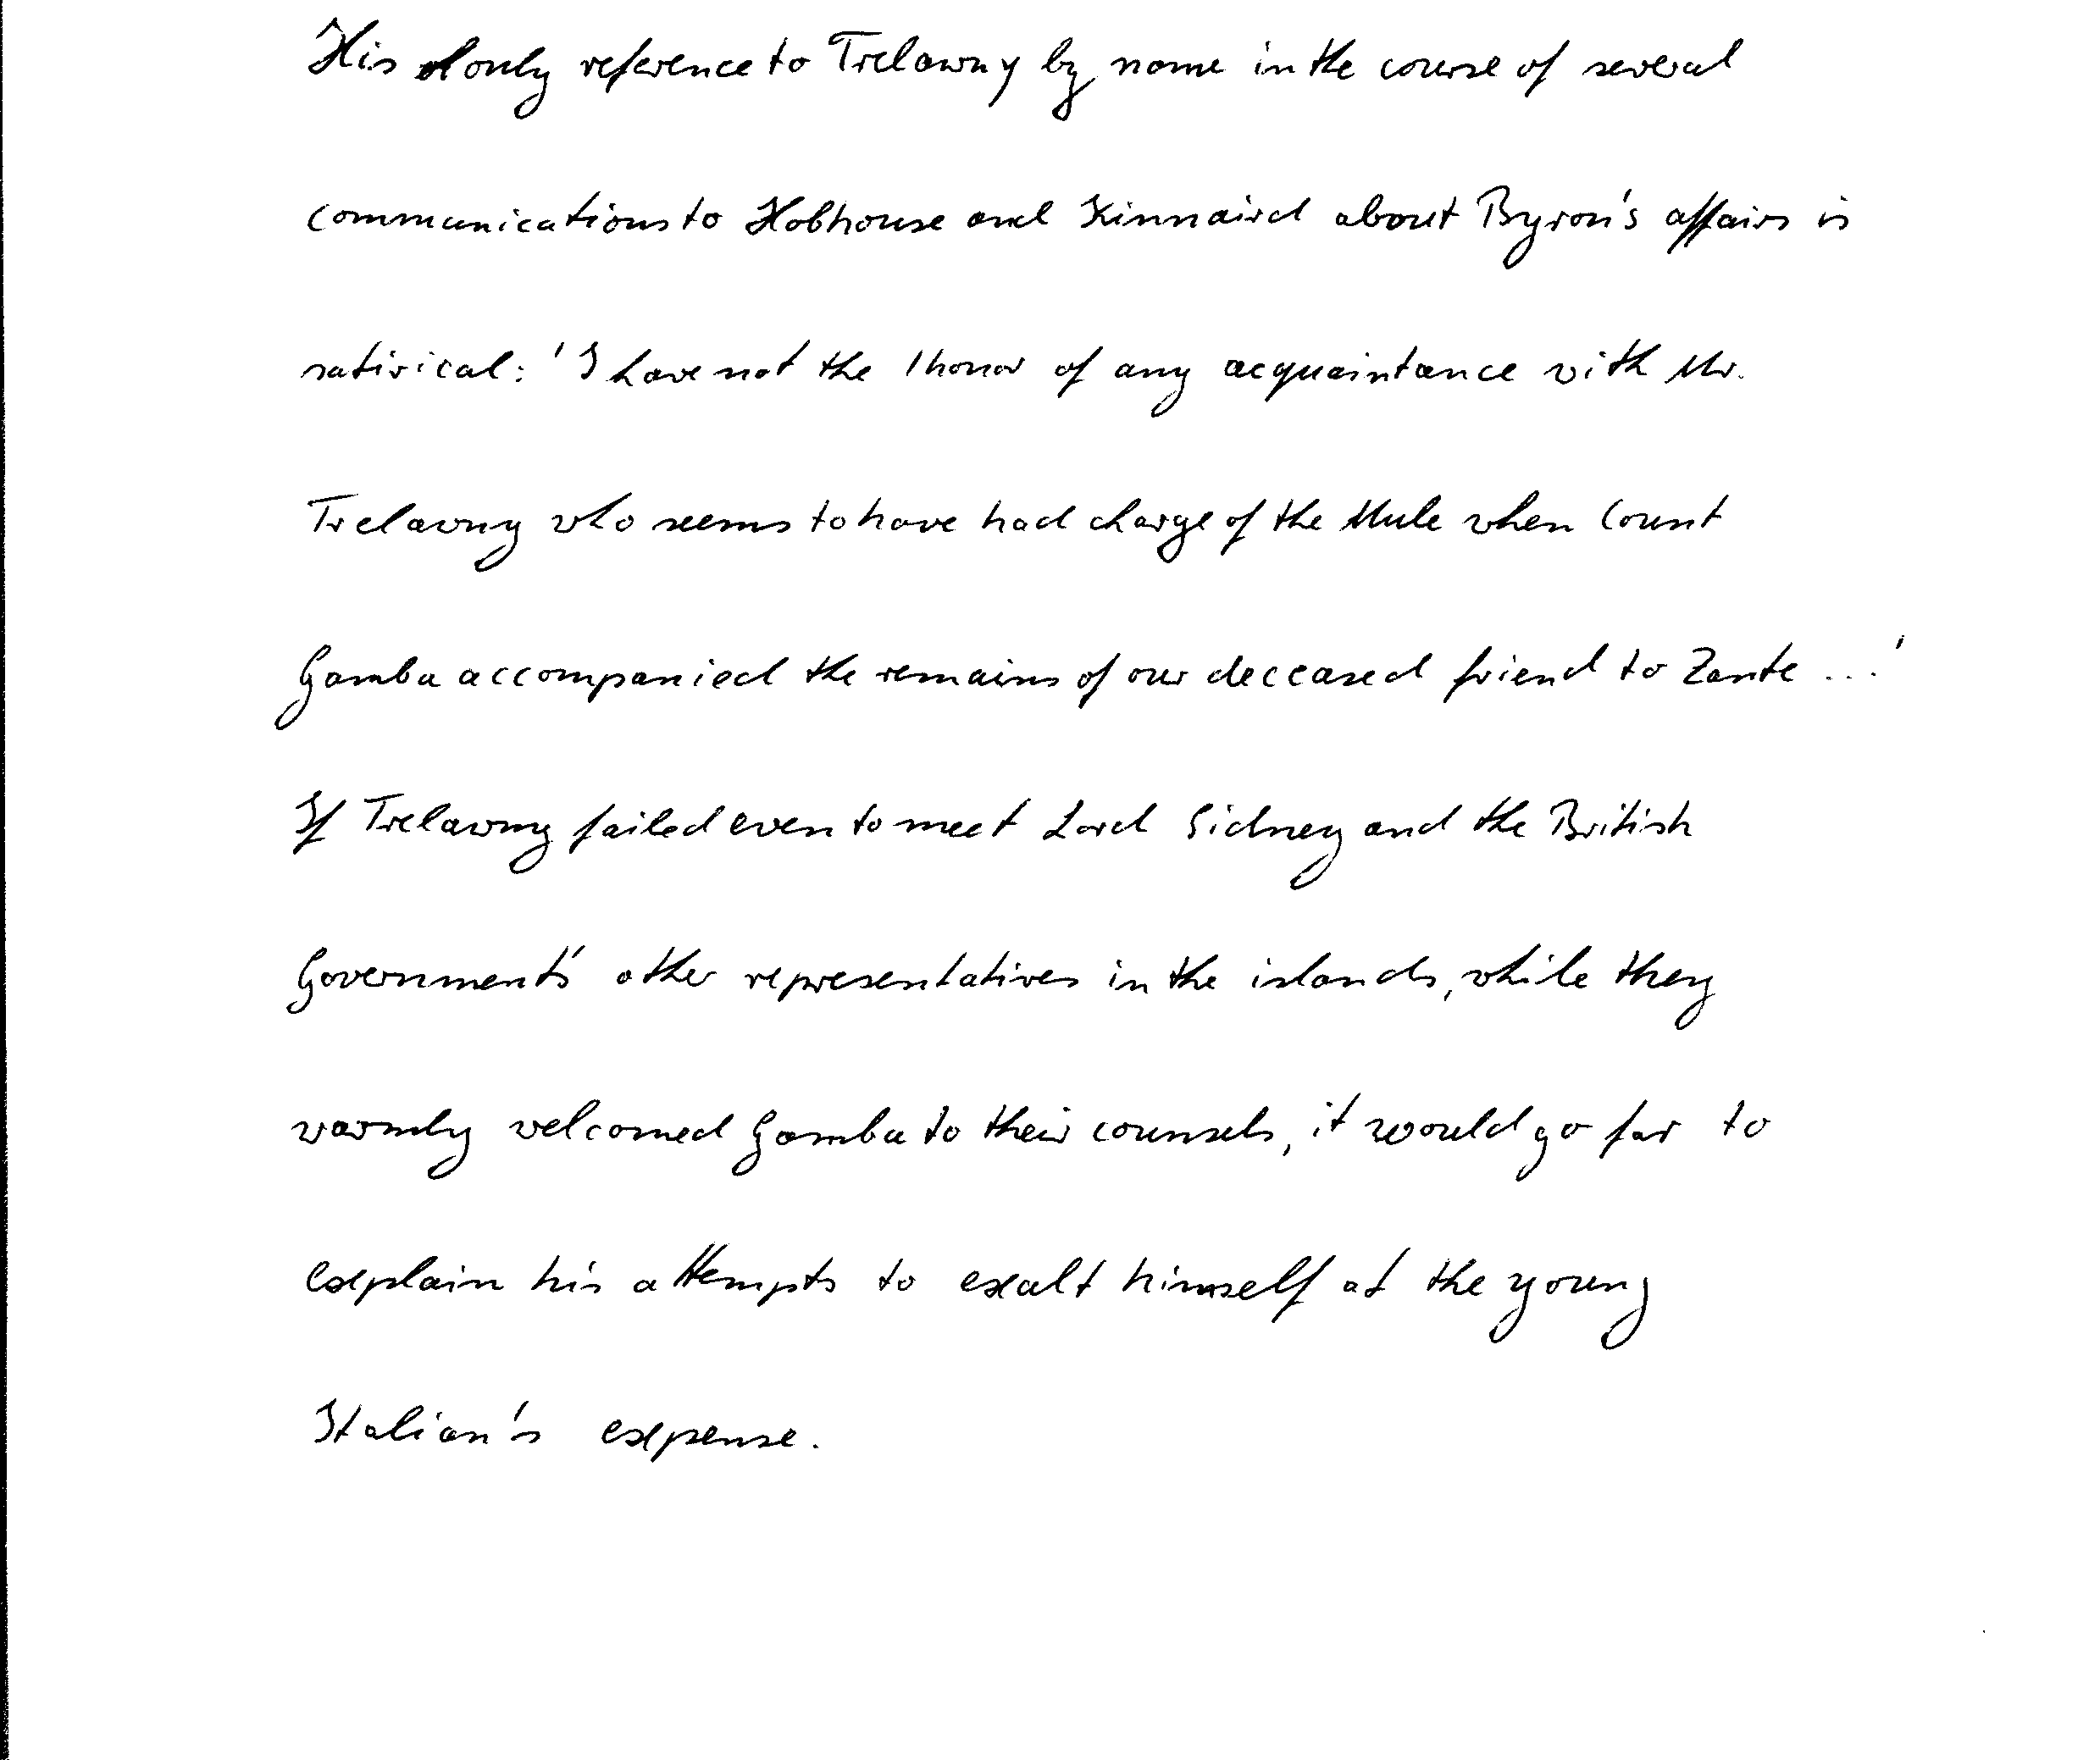 His only reference to Trelawny by name in the course of several
communications to Hobhouse and Kinnaird about Byron's affairs is
satirical: 'I have not the honor of any acquaintance with Mr.
Trelawny who seems to have had charge of the Mule when Count
Gamba accompanied the remains of our deceased friend to Zante ...'
If Trelawny failed even to meet Lord Sidney and the British
Government's other representatives in the islands, while they
warmly welcomed Gamba to their counsels, it would go far to
explain his attempts to exalt himself at the young
Italian's expense.